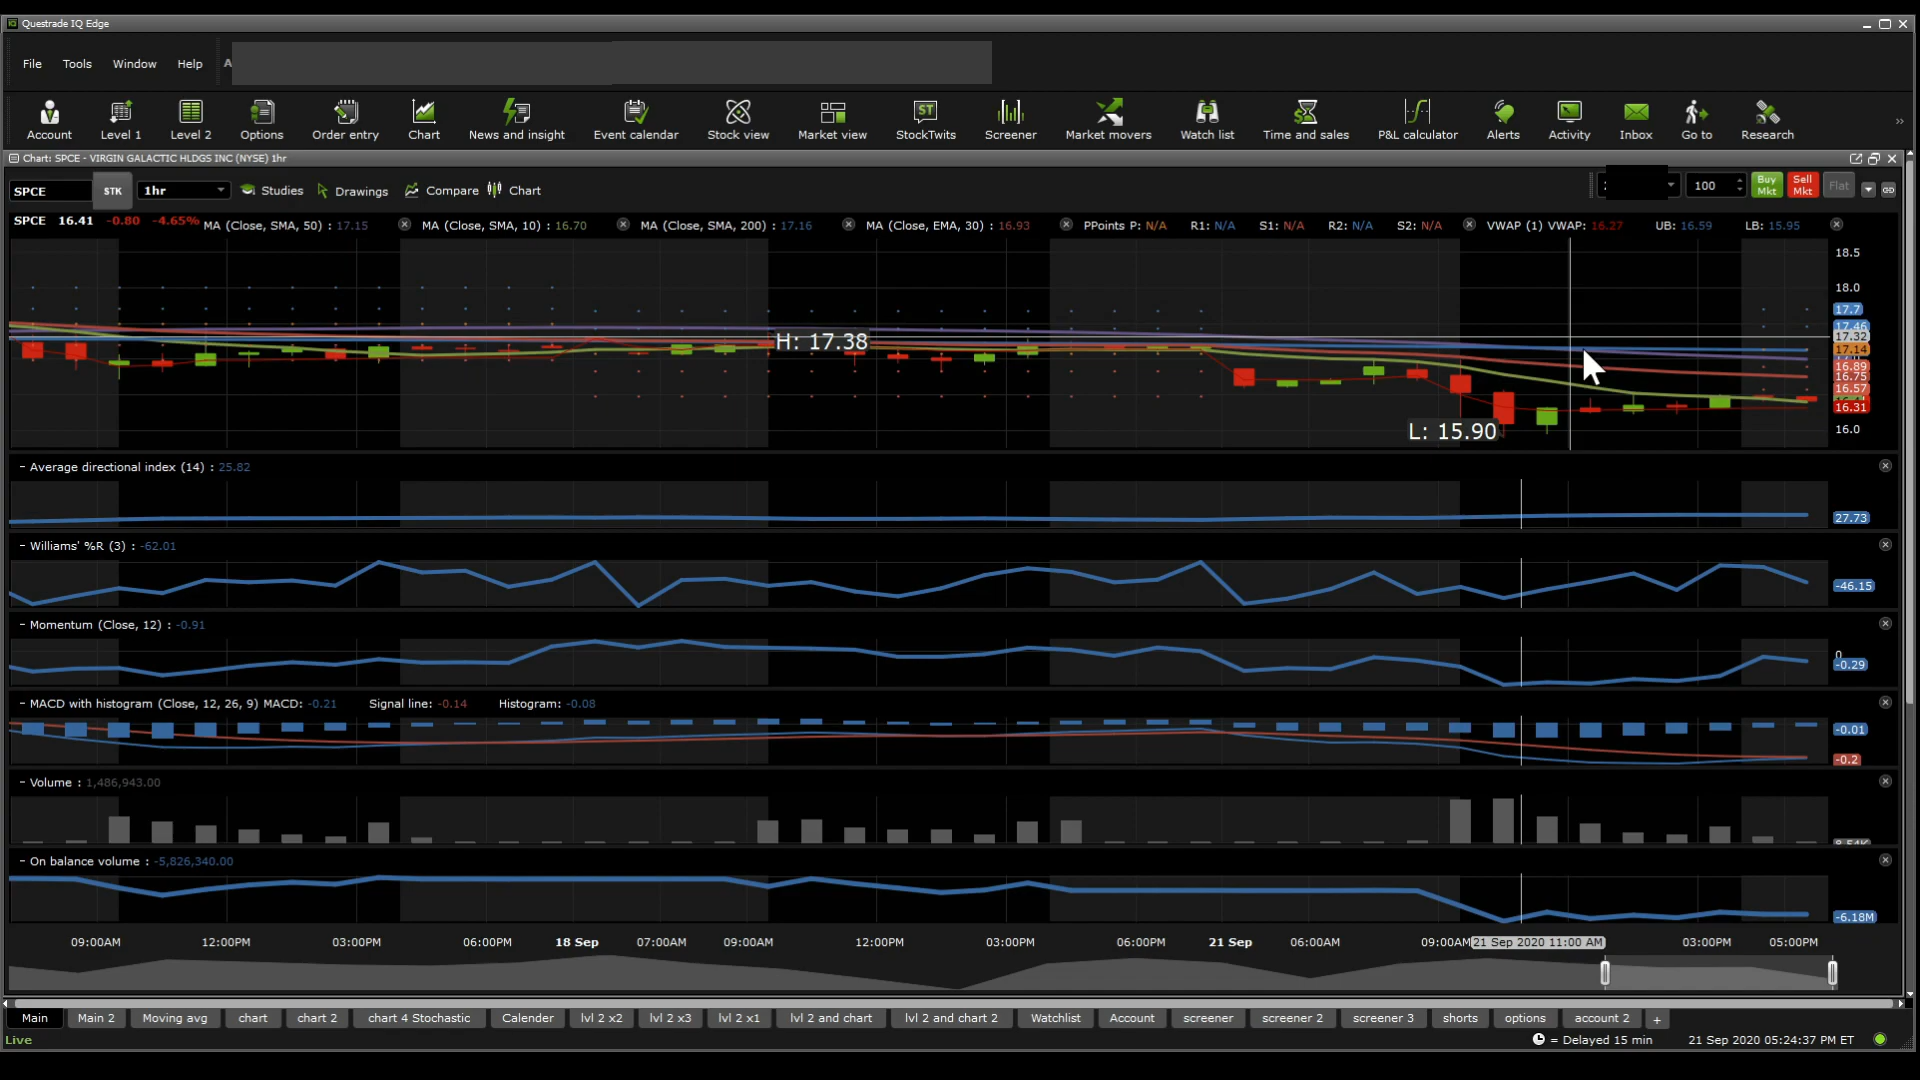 Questrade IQ Edge
File Tools Window Help A
Account Level 1 Level 2 Options Order entry Chart News and insight Event calendar Stock view Market view StockTwits Screener Market movers Watch list Time and sales P&L calculator Alerts Activity Inbox Go to Research
Chart: SPCE - VIRGIN GALACTIC HLDGS INC (NYSE) 1hr
SPCE STK 1hr Studies Drawings Compare Chart 100 Buy Mkt Sell Mkt Flat
SPCE 16.41 -0.80 -4.65% MA (Close, SMA, 50) : 17.15 MA (Close, SMA, 10) : 16.70 MA (Close, SMA, 200) : 17.16 MA (Close, EMA, 30) : 16.93 PPoints P: N/A R1: N/A S1: N/A R2: N/A S2: N/A VWAP (1) VWAP: 16.27 UB: 16.59 LB: 15.95
18.5
18.0
17.7
17.46
17.32
17.14
16.89
16.75
16.57
16.31
16.0
H: 17.38
L: 15.90
- Average directional index (14) : 25.82
27.73
- Williams' %R (3) : -62.01
-46.15
- Momentum (Close, 12) : -0.91
0
-0.29
- MACD with histogram (Close, 12, 26, 9) MACD: -0.21 Signal line: -0.14 Histogram: -0.08
-0.01
-0.2
- Volume : 1,486,943.00
- On balance volume : -5,826,340.00
-6.18M
09:00AM 12:00PM 03:00PM 06:00PM 18 Sep 07:00AM 09:00AM 12:00PM 03:00PM 06:00PM 21 Sep 06:00AM 09:00AM 21 Sep 2020 11:00 AM 03:00PM 05:00PM
Main Main 2 Moving avg chart chart 2 chart 4 Stochastic Calender lvl 2 x2 lvl 2 x3 lvl 2 x1 lvl 2 and chart lvl 2 and chart 2 Watchlist Account screener screener 2 screener 3 shorts options account 2 +
Live = Delayed 15 min 21 Sep 2020 05:24:37 PM ET